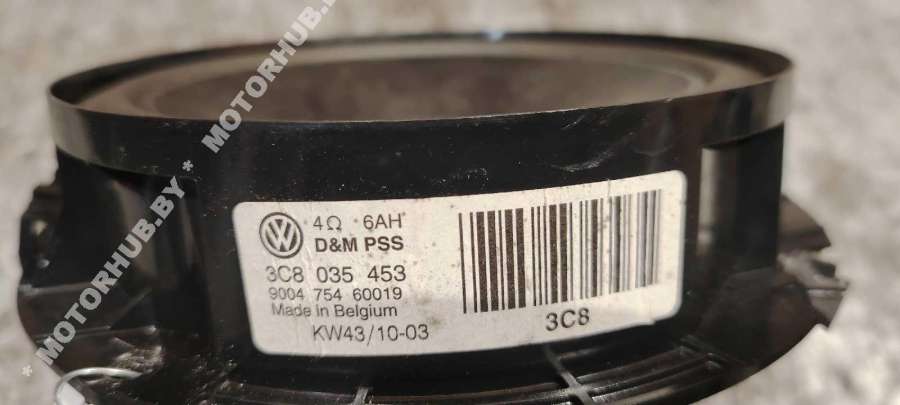 MOTORHUB.BY * MOTORHUB.BY * MOTORHUB
4Ω 6AH
D&M PSS
3C8 035 453
9004 754 60019
Made in Belgium
KW43/10-03
3C8